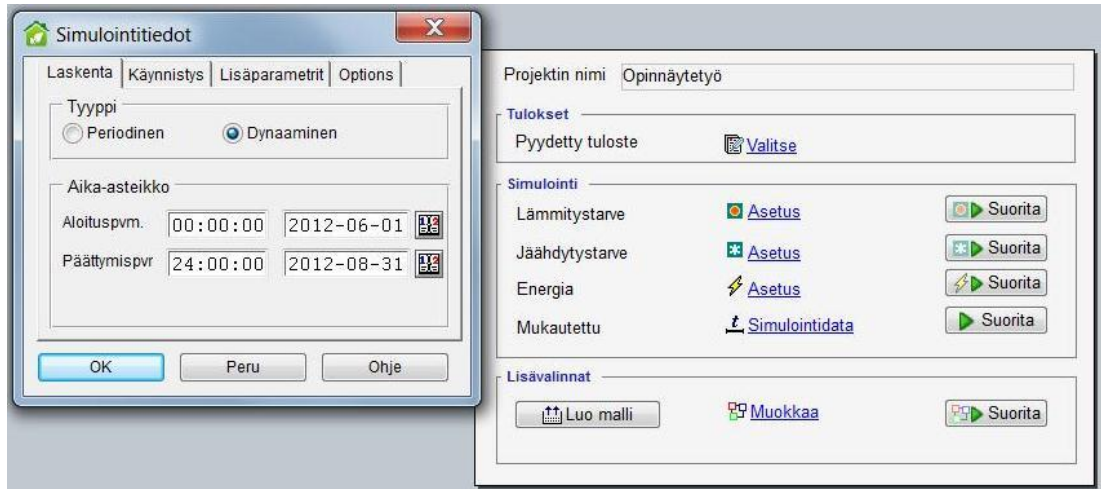 Simulointitiedot
Laskenta Käynnistys Lisäparametrit Options
Tyyppi
Periodinen Dynaaminen
Aika-asteikko
Aloituspvm. 00:00:00 2012-06-01
Päättymispvr 24:00:00 2012-08-31
OK Peru Ohje
Projektin nimi Opinnäytetyö
Tulokset
Pyydetty tuloste Valitse
Simulointi
Lämmitystarve Asetus Suorita
Jäähdytystarve Asetus Suorita
Energia Asetus Suorita
Mukautettu Simulointidata Suorita
Lisävalinnat
Luo malli Muokkaa Suorita